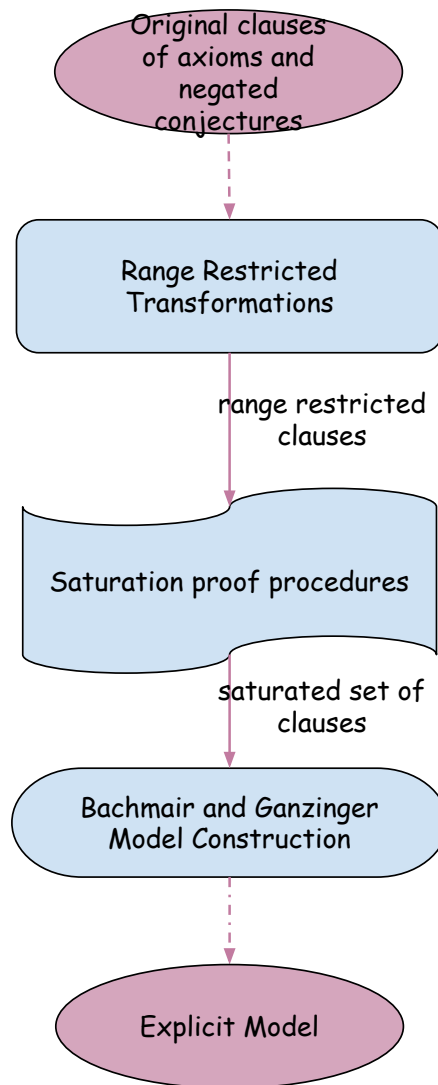 Original clauses
of axioms and
negated
conjectures
Range Restricted
Transformations
range restricted
clauses
Saturation proof procedures
saturated set of
clauses
Bachmair and Ganzinger
Model Construction
Explicit Model